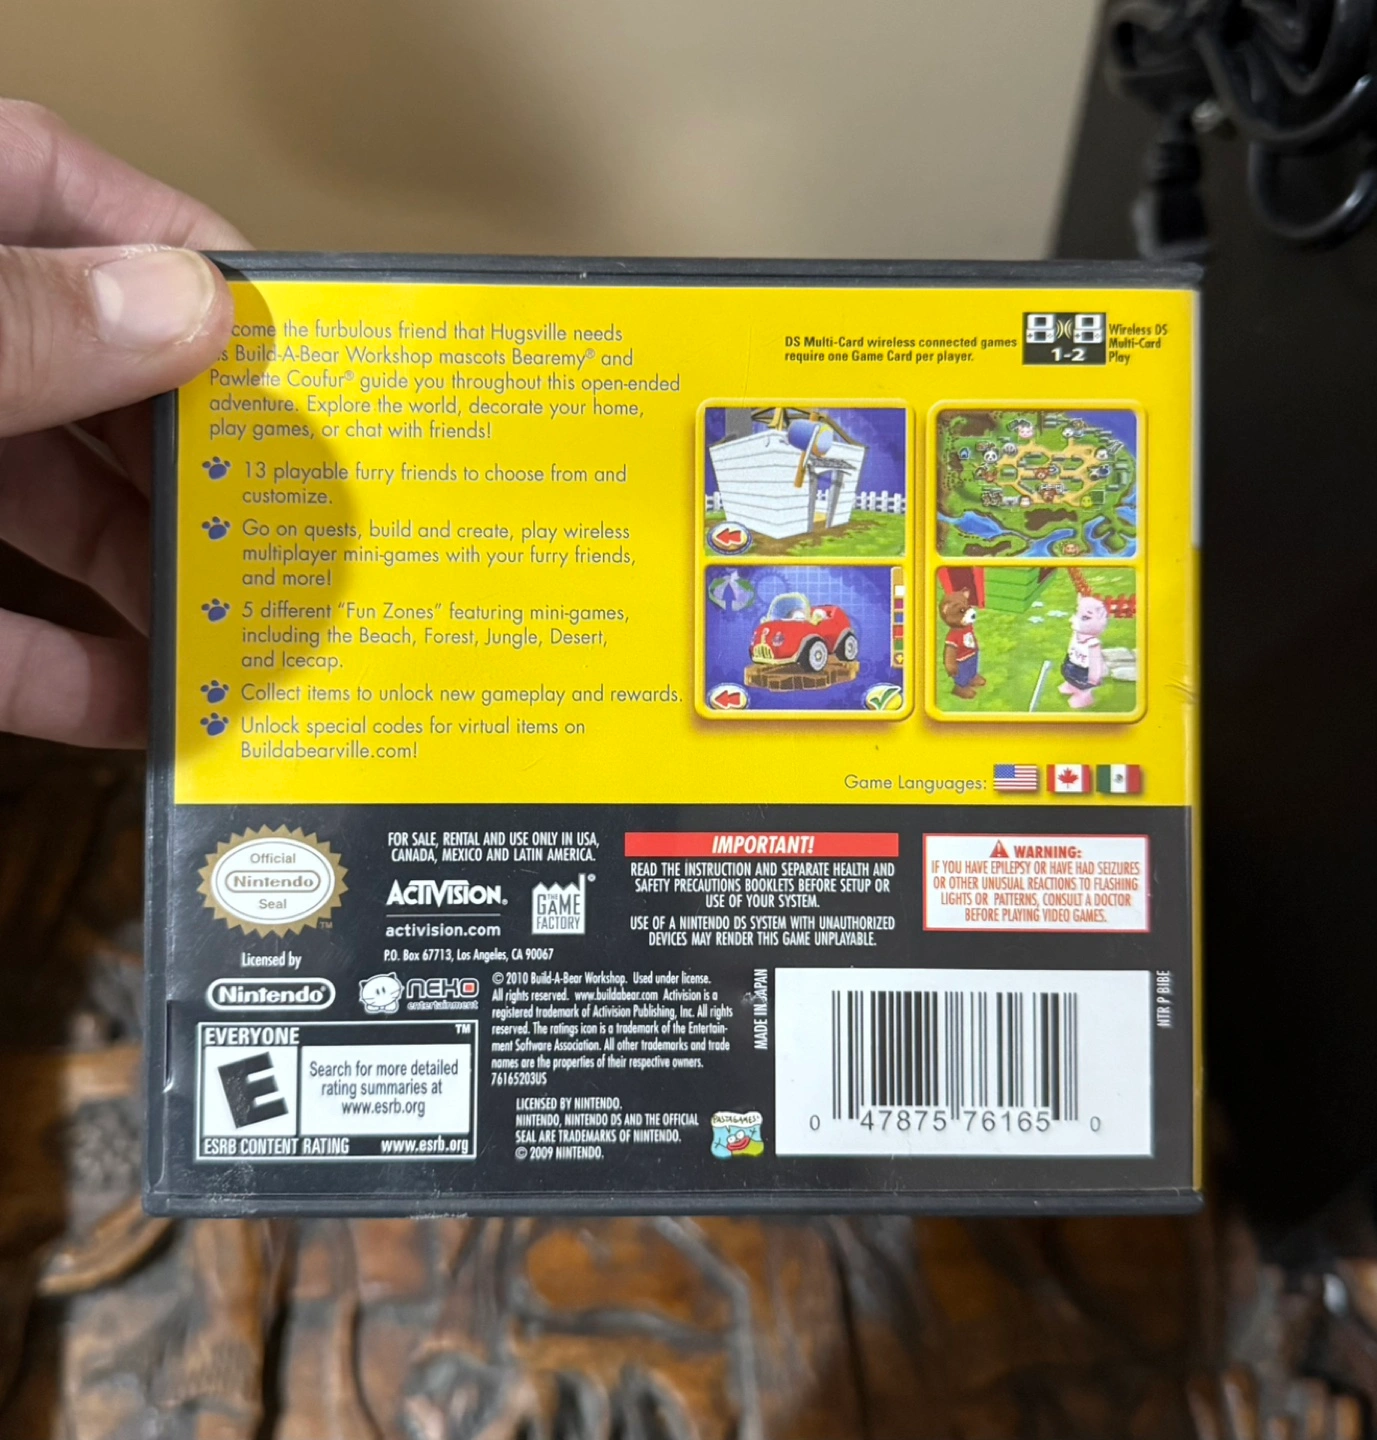 come the furbulous friend that Hugsville needs
s Build-A-Bear Workshop mascots Bearemy® and
Pawlette Coufur® guide you throughout this open-ended
adventure. Explore the world, decorate your home,
play games, or chat with friends!
13 playable furry friends to choose from and
customize.
Go on quests, build and create, play wireless
multiplayer mini-games with your furry friends,
and more!
5 different “Fun Zones” featuring mini-games,
including the Beach, Forest, Jungle, Desert,
and Icecap.
Collect items to unlock new gameplay and rewards.
Unlock special codes for virtual items on
Buildabearville.com!
DS Multi-Card wireless connected games
require one Game Card per player.
1-2
Wireless DS
Multi-Card
Play
Game Languages:
Official
Nintendo
Seal
TM
Licensed by
Nintendo®
FOR SALE, RENTAL AND USE ONLY IN USA,
CANADA, MEXICO AND LATIN AMERICA.
ACTIVISION®
activision.com
THE
GAME
FACTORY®
P.O. Box 67713, Los Angeles, CA 90067
NEKO
entertainment
© 2010 Build-A-Bear Workshop. Used under license.
All rights reserved. www.buildabear.com Activision is a
registered trademark of Activision Publishing, Inc. All rights
reserved. The ratings icon is a trademark of the Entertain-
ment Software Association. All other trademarks and trade
names are the properties of their respective owners.
76165203US
LICENSED BY NINTENDO.
NINTENDO, NINTENDO DS AND THE OFFICIAL
SEAL ARE TRADEMARKS OF NINTENDO.
© 2009 NINTENDO.
EVERYONE
TM
E
Search for more detailed
rating summaries at
www.esrb.org
ESRB CONTENT RATING www.esrb.org
IMPORTANT!
READ THE INSTRUCTION AND SEPARATE HEALTH AND
SAFETY PRECAUTIONS BOOKLETS BEFORE SETUP OR
USE OF YOUR SYSTEM.
USE OF A NINTENDO DS SYSTEM WITH UNAUTHORIZED
DEVICES MAY RENDER THIS GAME UNPLAYABLE.
WARNING:
IF YOU HAVE EPILEPSY OR HAVE HAD SEIZURES
OR OTHER UNUSUAL REACTIONS TO FLASHING
LIGHTS OR PATTERNS, CONSULT A DOCTOR
BEFORE PLAYING VIDEO GAMES.
MADE IN JAPAN
0 47875 76165 0
NTR P BIBE